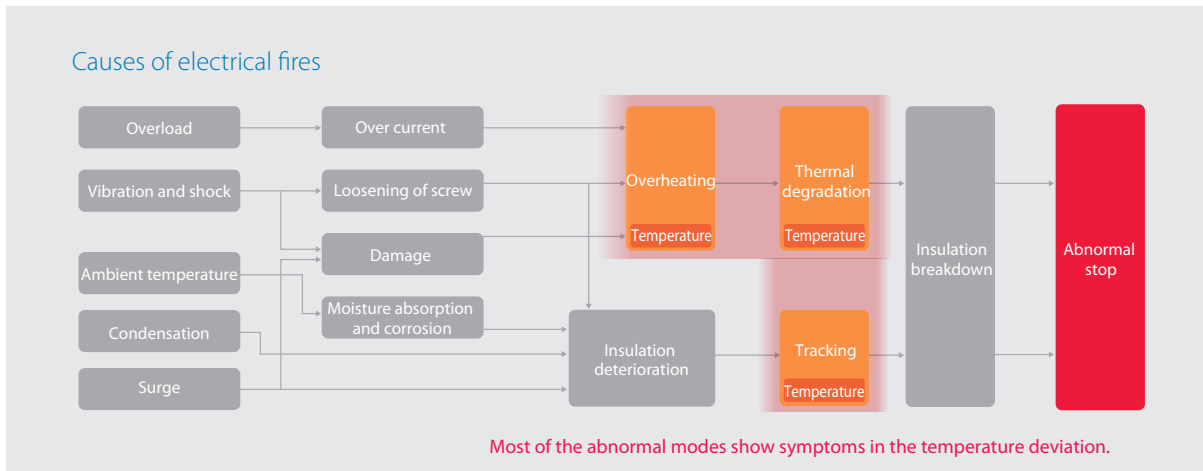 Causes of electrical fires
Overload
Over current
Vibration and shock
Loosening of screw
Overheating
Temperature
Thermal
degradation
Temperature
Damage
Ambient temperature
Moisture absorption
and corrosion
Condensation
Surge
Insulation
deterioration
Tracking
Temperature
Insulation
breakdown
Abnormal
stop
Most of the abnormal modes show symptoms in the temperature deviation.